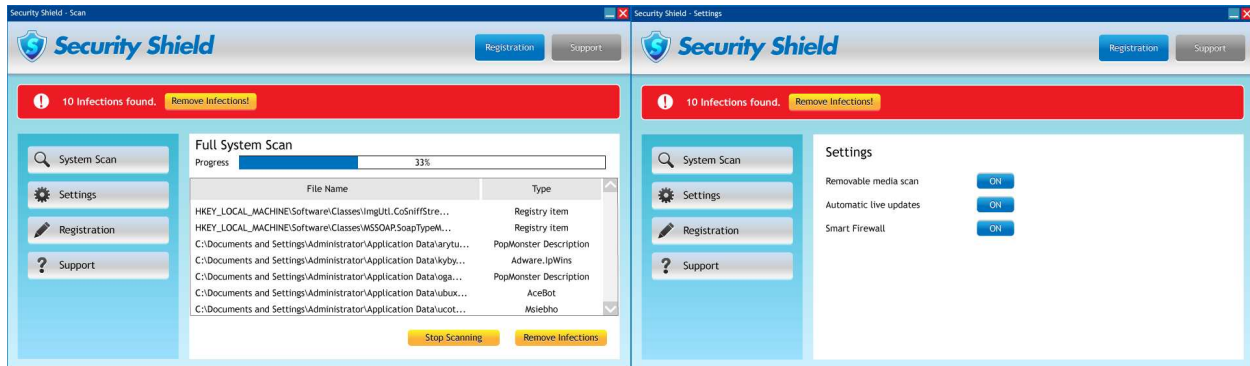 Security Shield - Scan
Security Shield
Registration
Support
10 Infections found.
Remove Infections!
System Scan
Settings
Registration
Support
Full System Scan
Progress
33%
File Name Type
HKEY_LOCAL_MACHINE\Software\Classes\ImgUtl.CoSniffStre... Registry item
HKEY_LOCAL_MACHINE\Software\Classes\MSSOAP.SoapTypeM... Registry item
C:\Documents and Settings\Administrator\Application Data\arytu... PopMonster Description
C:\Documents and Settings\Administrator\Application Data\kyby... Adware.IpWins
C:\Documents and Settings\Administrator\Application Data\oga... PopMonster Description
C:\Documents and Settings\Administrator\Application Data\ubux... AceBot
C:\Documents and Settings\Administrator\Application Data\ucot... Msiebho
Stop Scanning
Remove Infections
Security Shield - Settings
Security Shield
Registration
Support
10 Infections found.
Remove Infections!
System Scan
Settings
Registration
Support
Settings
Removable media scan ON
Automatic live updates ON
Smart Firewall ON